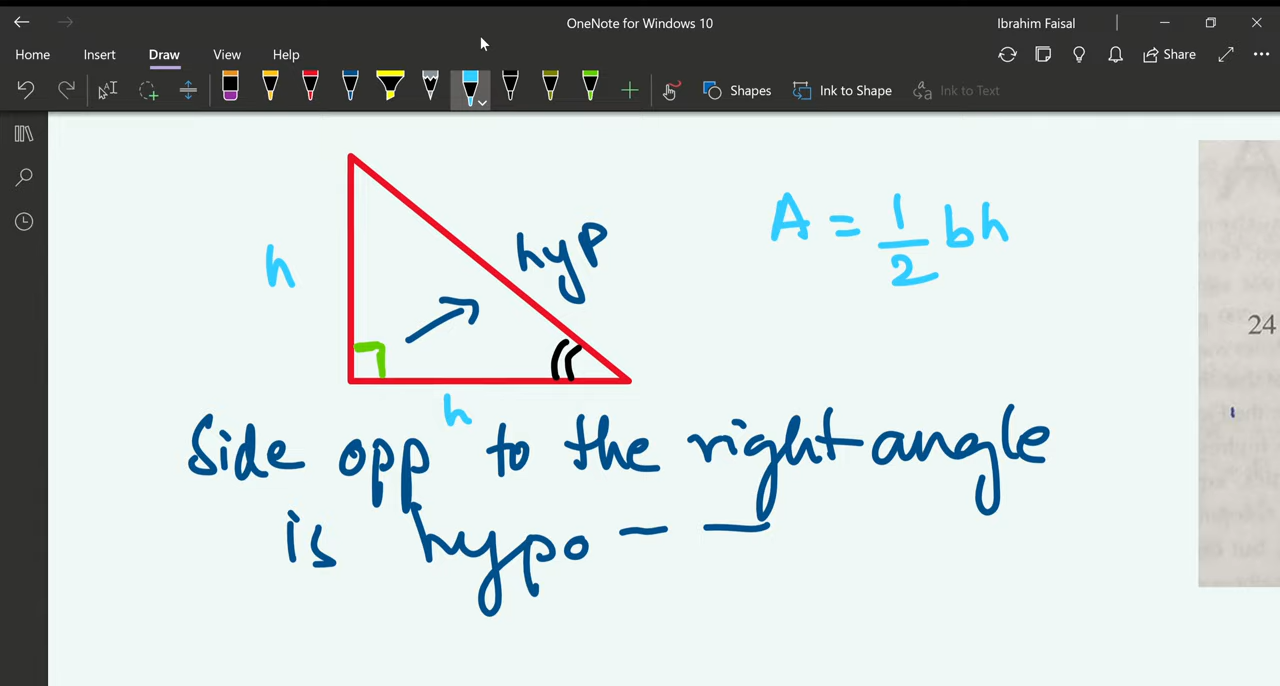 OneNote for Windows 10
Ibrahim Faisal
Home Insert Draw View Help
Share
Shapes Ink to Shape Ink to Text
h
hyp
A = 1/2 bh
h
24
Side opp to the right angle
is hypo - —